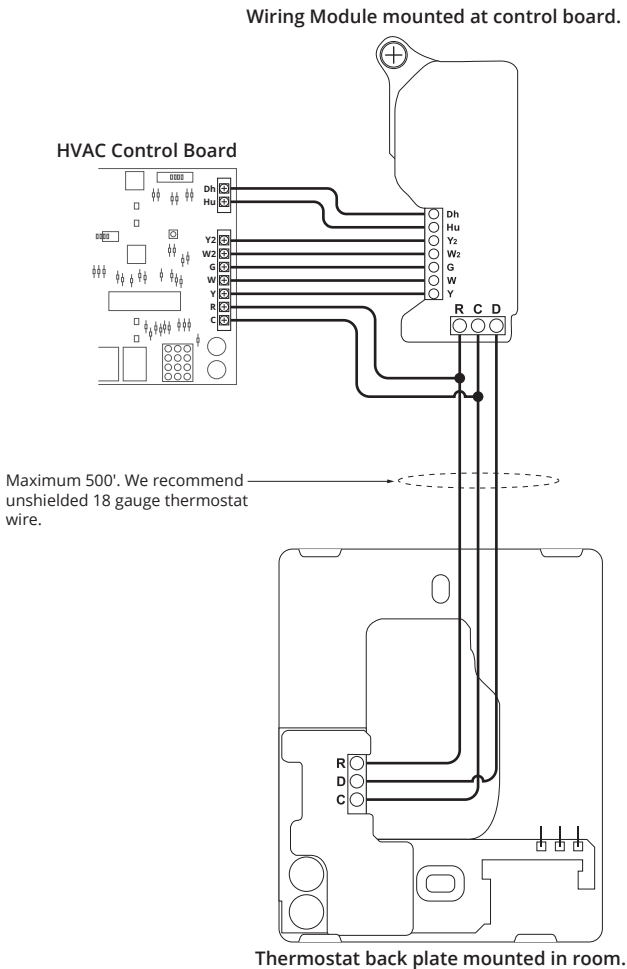 Wiring Module mounted at control board.
HVAC Control Board
Dh
Hu
Y2
W2
G
W
Y
R
C
Dh
Hu
Y2
W2
G
W
Y
R C D
Maximum 500'. We recommend
unshielded 18 gauge thermostat
wire.
R
D
C
Thermostat back plate mounted in room.